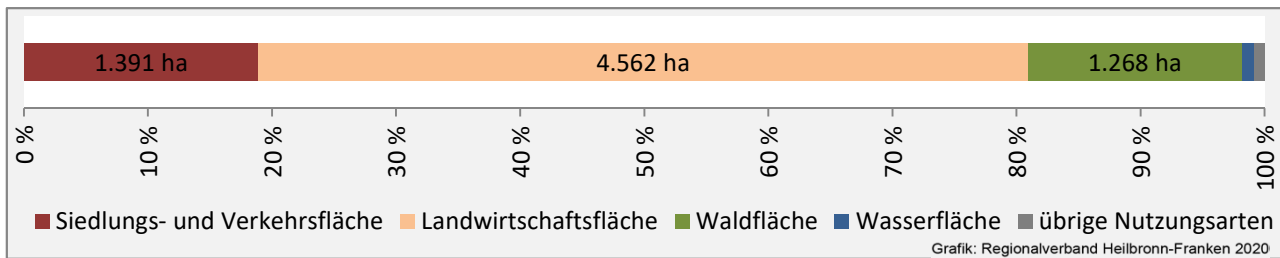 1.391 ha 4.562 ha 1.268 ha
0 % 10 % 20 % 30 % 40 % 50 % 60 % 70 % 80 % 90 % 100 %
Siedlungs- und Verkehrsfläche Landwirtschaftsfläche Waldfläche Wasserfläche übrige Nutzungsarten
Grafik: Regionalverband Heilbronn-Franken 2020